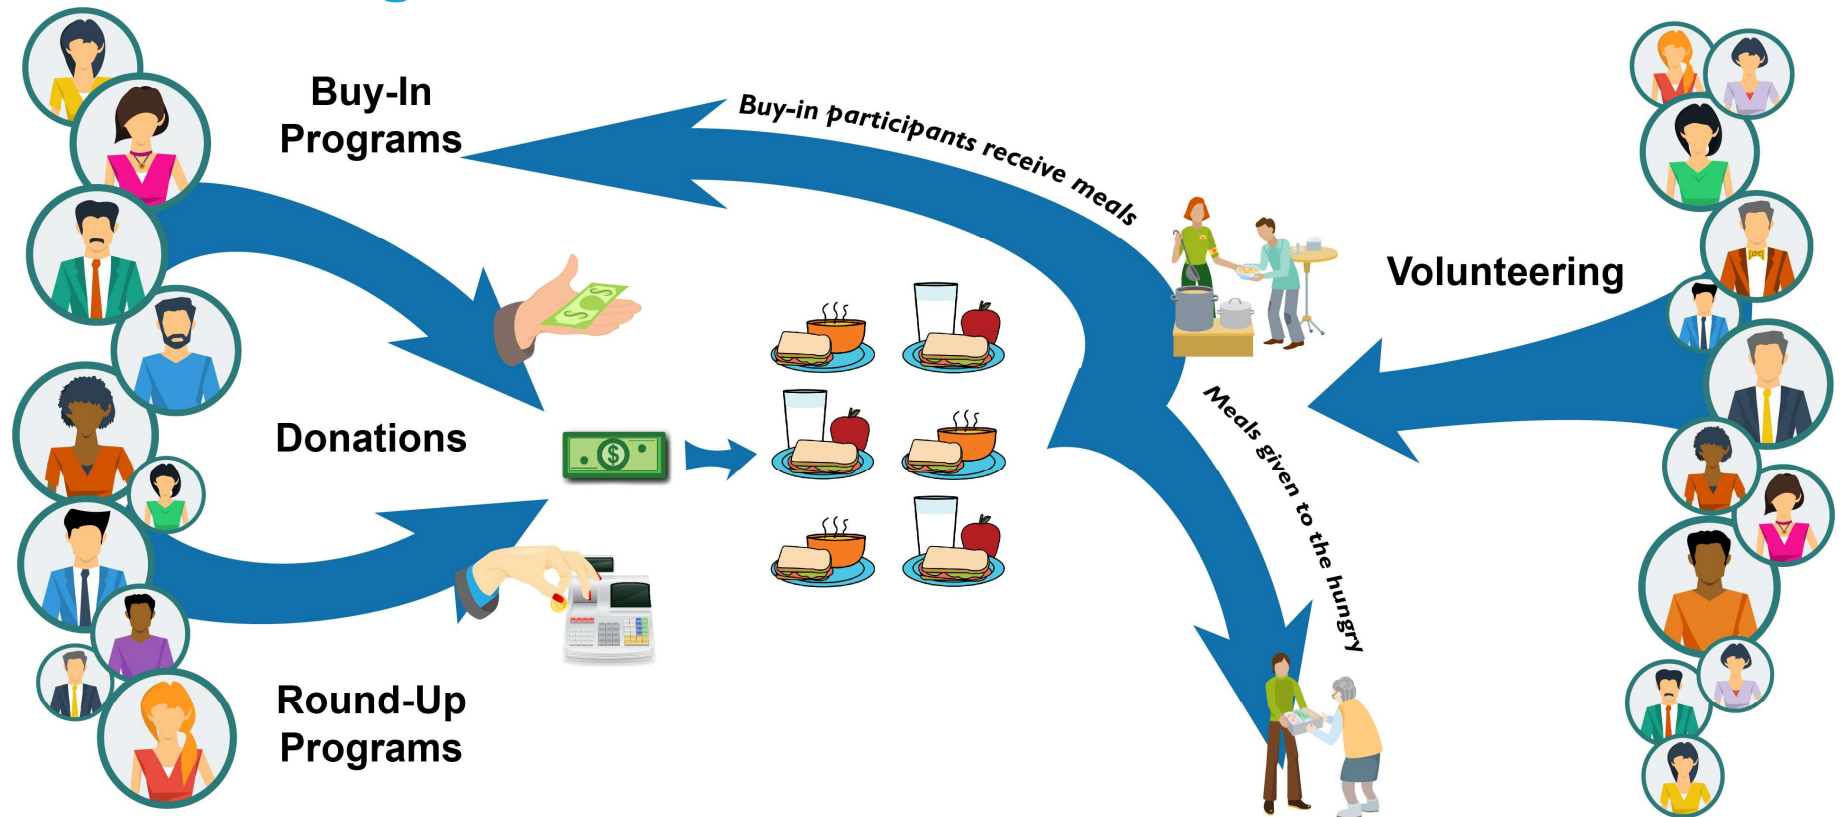 Buy-In
Programs
Buy-in participants receive meals
Volunteering
Donations
Meals given to the hungry
Round-Up
Programs